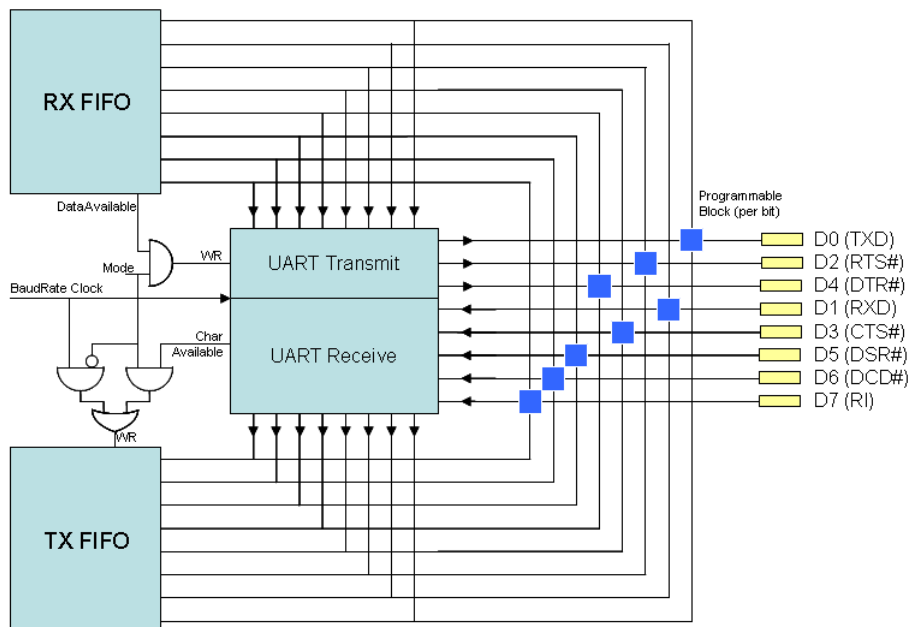 RX FIFO
DataAvailable
Programmable
Block (per bit)
D0 (TXD)
D2 (RTS#)
D4 (DTR#)
D1 (RXD)
D3 (CTS#)
D5 (DSR#)
D6 (DCD#)
D7 (RI)
WR
UART Transmit
Mode
BaudRate Clock
Char
Available
UART Receive
WR
TX FIFO